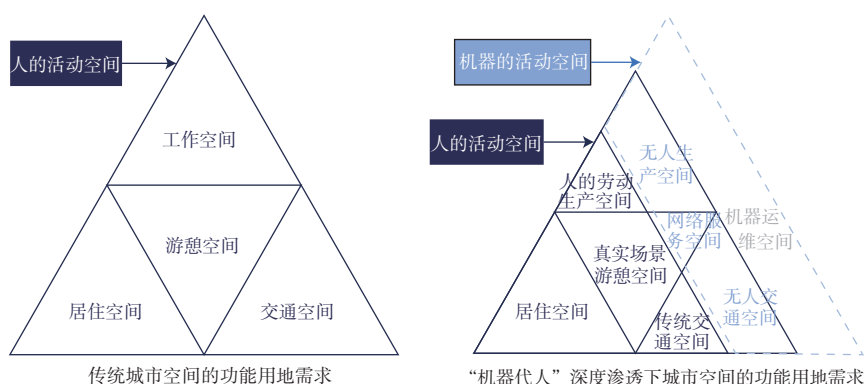 人的活动空间
工作空间
游憩空间
居住空间
交通空间
传统城市空间的功能用地需求
机器的活动空间
人的活动空间
无人生
产空间
人的劳动
生产空间
网络服
务空间
机器运
维空间
真实场景
游憩空间
居住空间
无人交
通空间
传统交
通空间
“机器代人”深度渗透下城市空间的功能用地需求